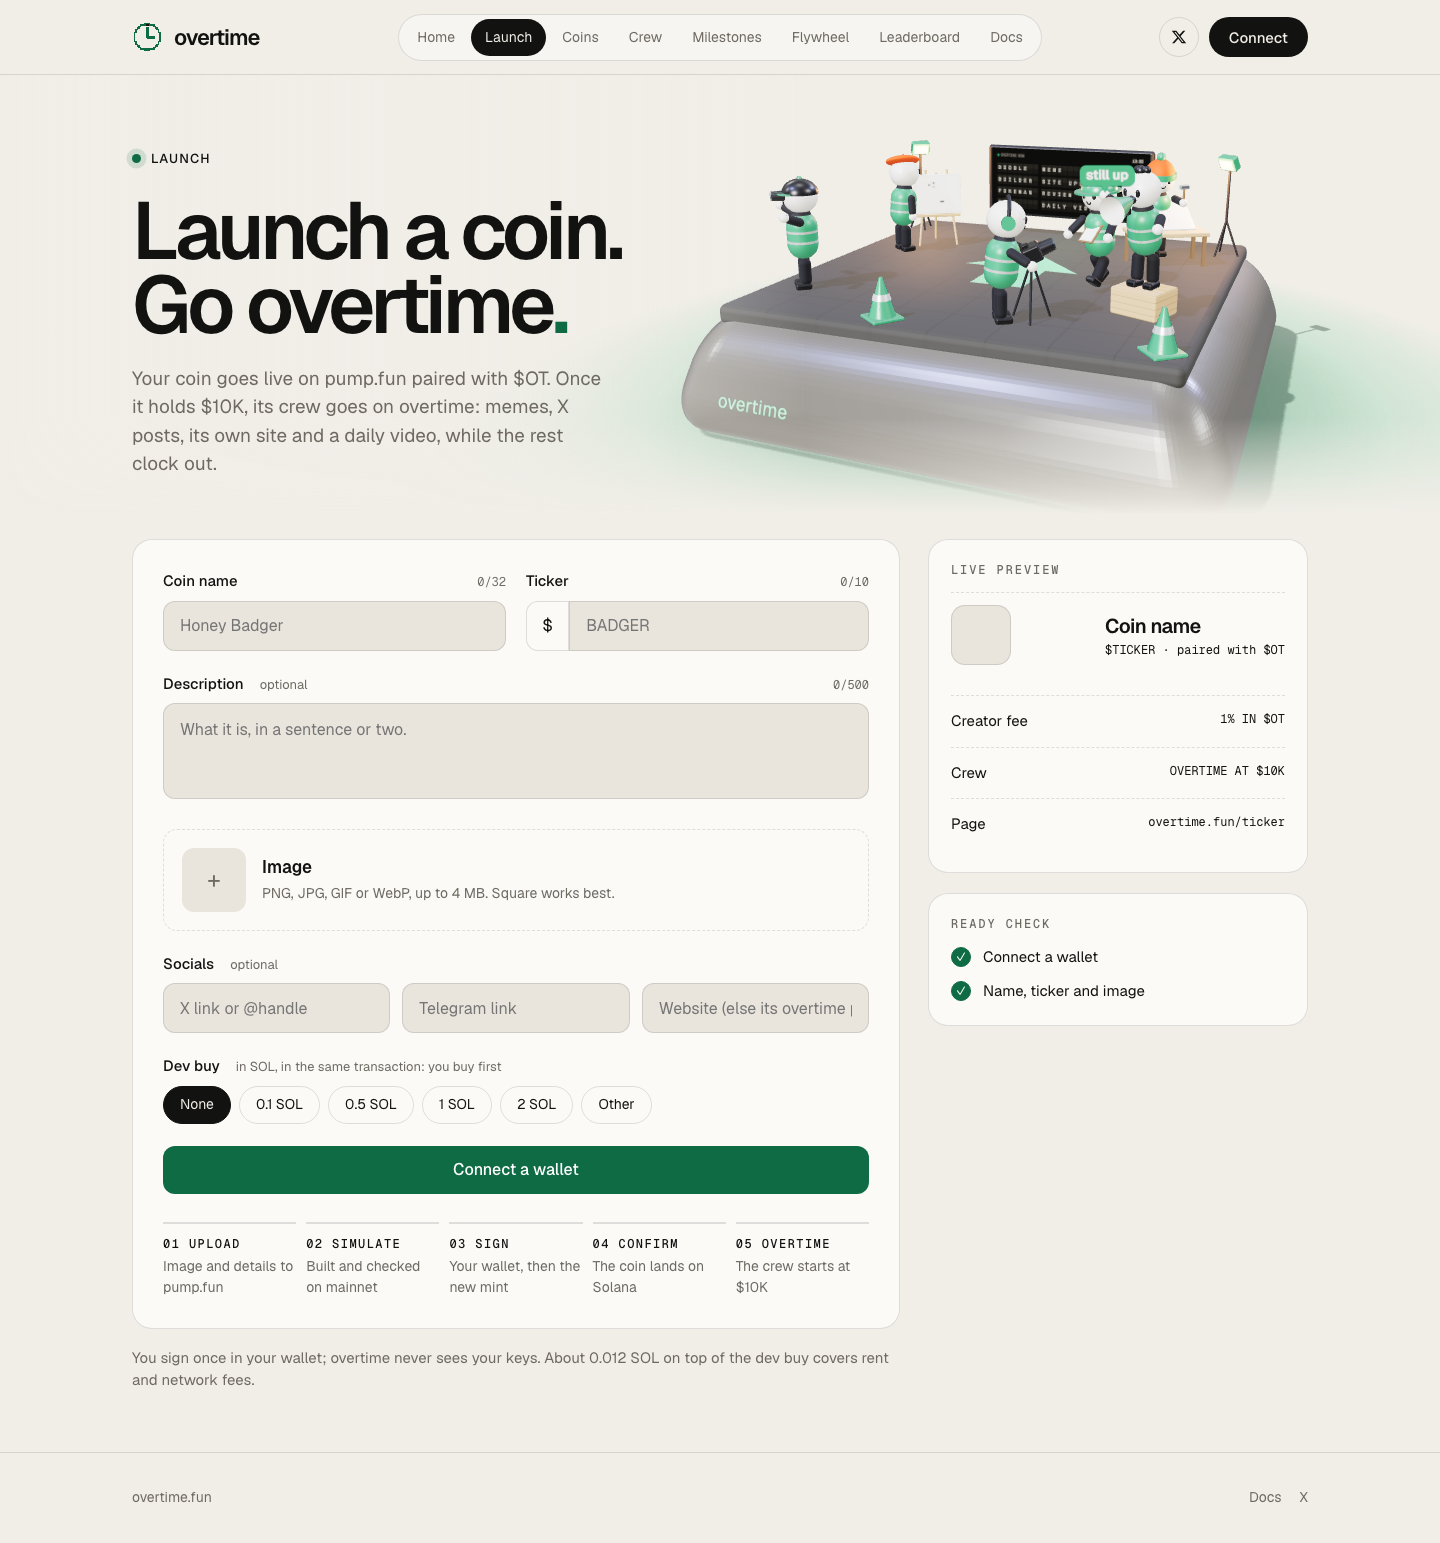 overtime
Home Launch Coins Crew Milestones Flywheel Leaderboard Docs
Connect
LAUNCH
Launch a coin.
Go overtime.
Your coin goes live on pump.fun paired with $OT. Once
it holds $10K, its crew goes on overtime: memes, X
posts, its own site and a daily video, while the rest
clock out.
still up
overtime
Coin name 0/32
Honey Badger
Ticker 0/10
$ BADGER
Description optional 0/500
What it is, in a sentence or two.
+
Image
PNG, JPG, GIF or WebP, up to 4 MB. Square works best.
Socials optional
X link or @handle
Telegram link
Website (else its overtime
Dev buy in SOL, in the same transaction: you buy first
None 0.1 SOL 0.5 SOL 1 SOL 2 SOL Other
Connect a wallet
01 UPLOAD
Image and details to
pump.fun
02 SIMULATE
Built and checked
on mainnet
03 SIGN
Your wallet, then the
new mint
04 CONFIRM
The coin lands on
Solana
05 OVERTIME
The crew starts at
$10K
You sign once in your wallet; overtime never sees your keys. About 0.012 SOL on top of the dev buy covers rent
and network fees.
LIVE PREVIEW
Coin name
$TICKER · paired with $OT
Creator fee 1% IN $OT
Crew OVERTIME AT $10K
Page overtime.fun/ticker
READY CHECK
Connect a wallet
Name, ticker and image
overtime.fun
Docs X